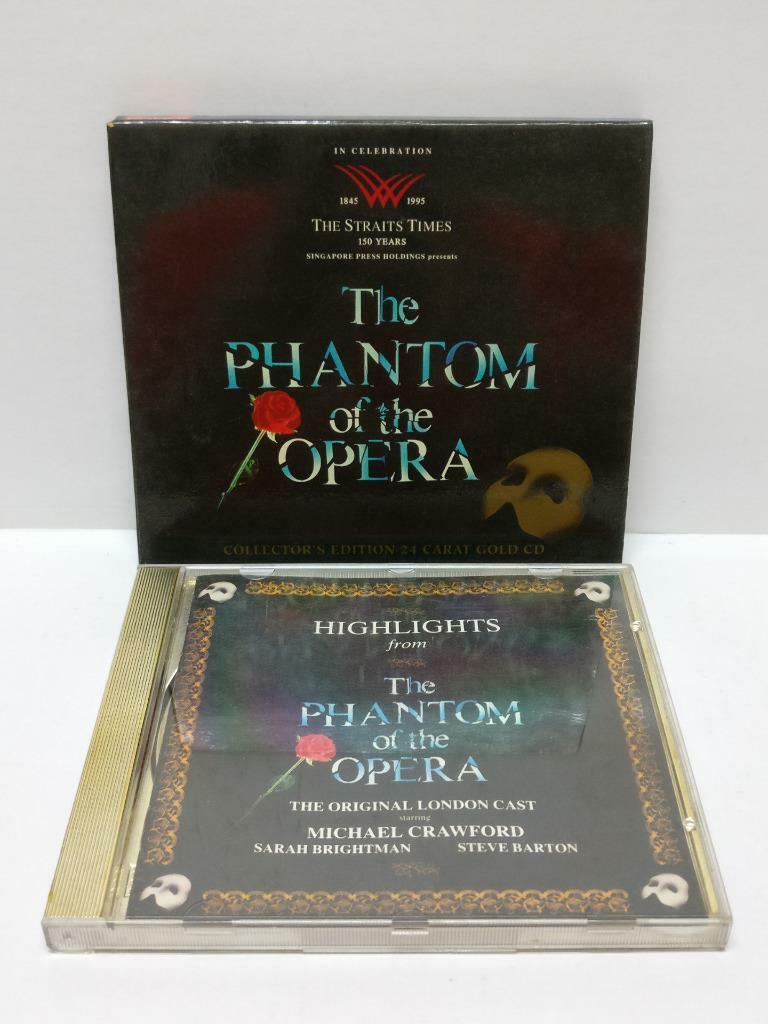 IN CELEBRATION
1845 1995
THE STRAITS TIMES
150 YEARS
SINGAPORE PRESS HOLDINGS presents
The
PHANTOM
of the
OPERA
COLLECTOR'S EDITION 24 CARAT GOLD CD
HIGHLIGHTS
from
The
PHANTOM
of the
OPERA
THE ORIGINAL LONDON CAST
starring
MICHAEL CRAWFORD
SARAH BRIGHTMAN STEVE BARTON